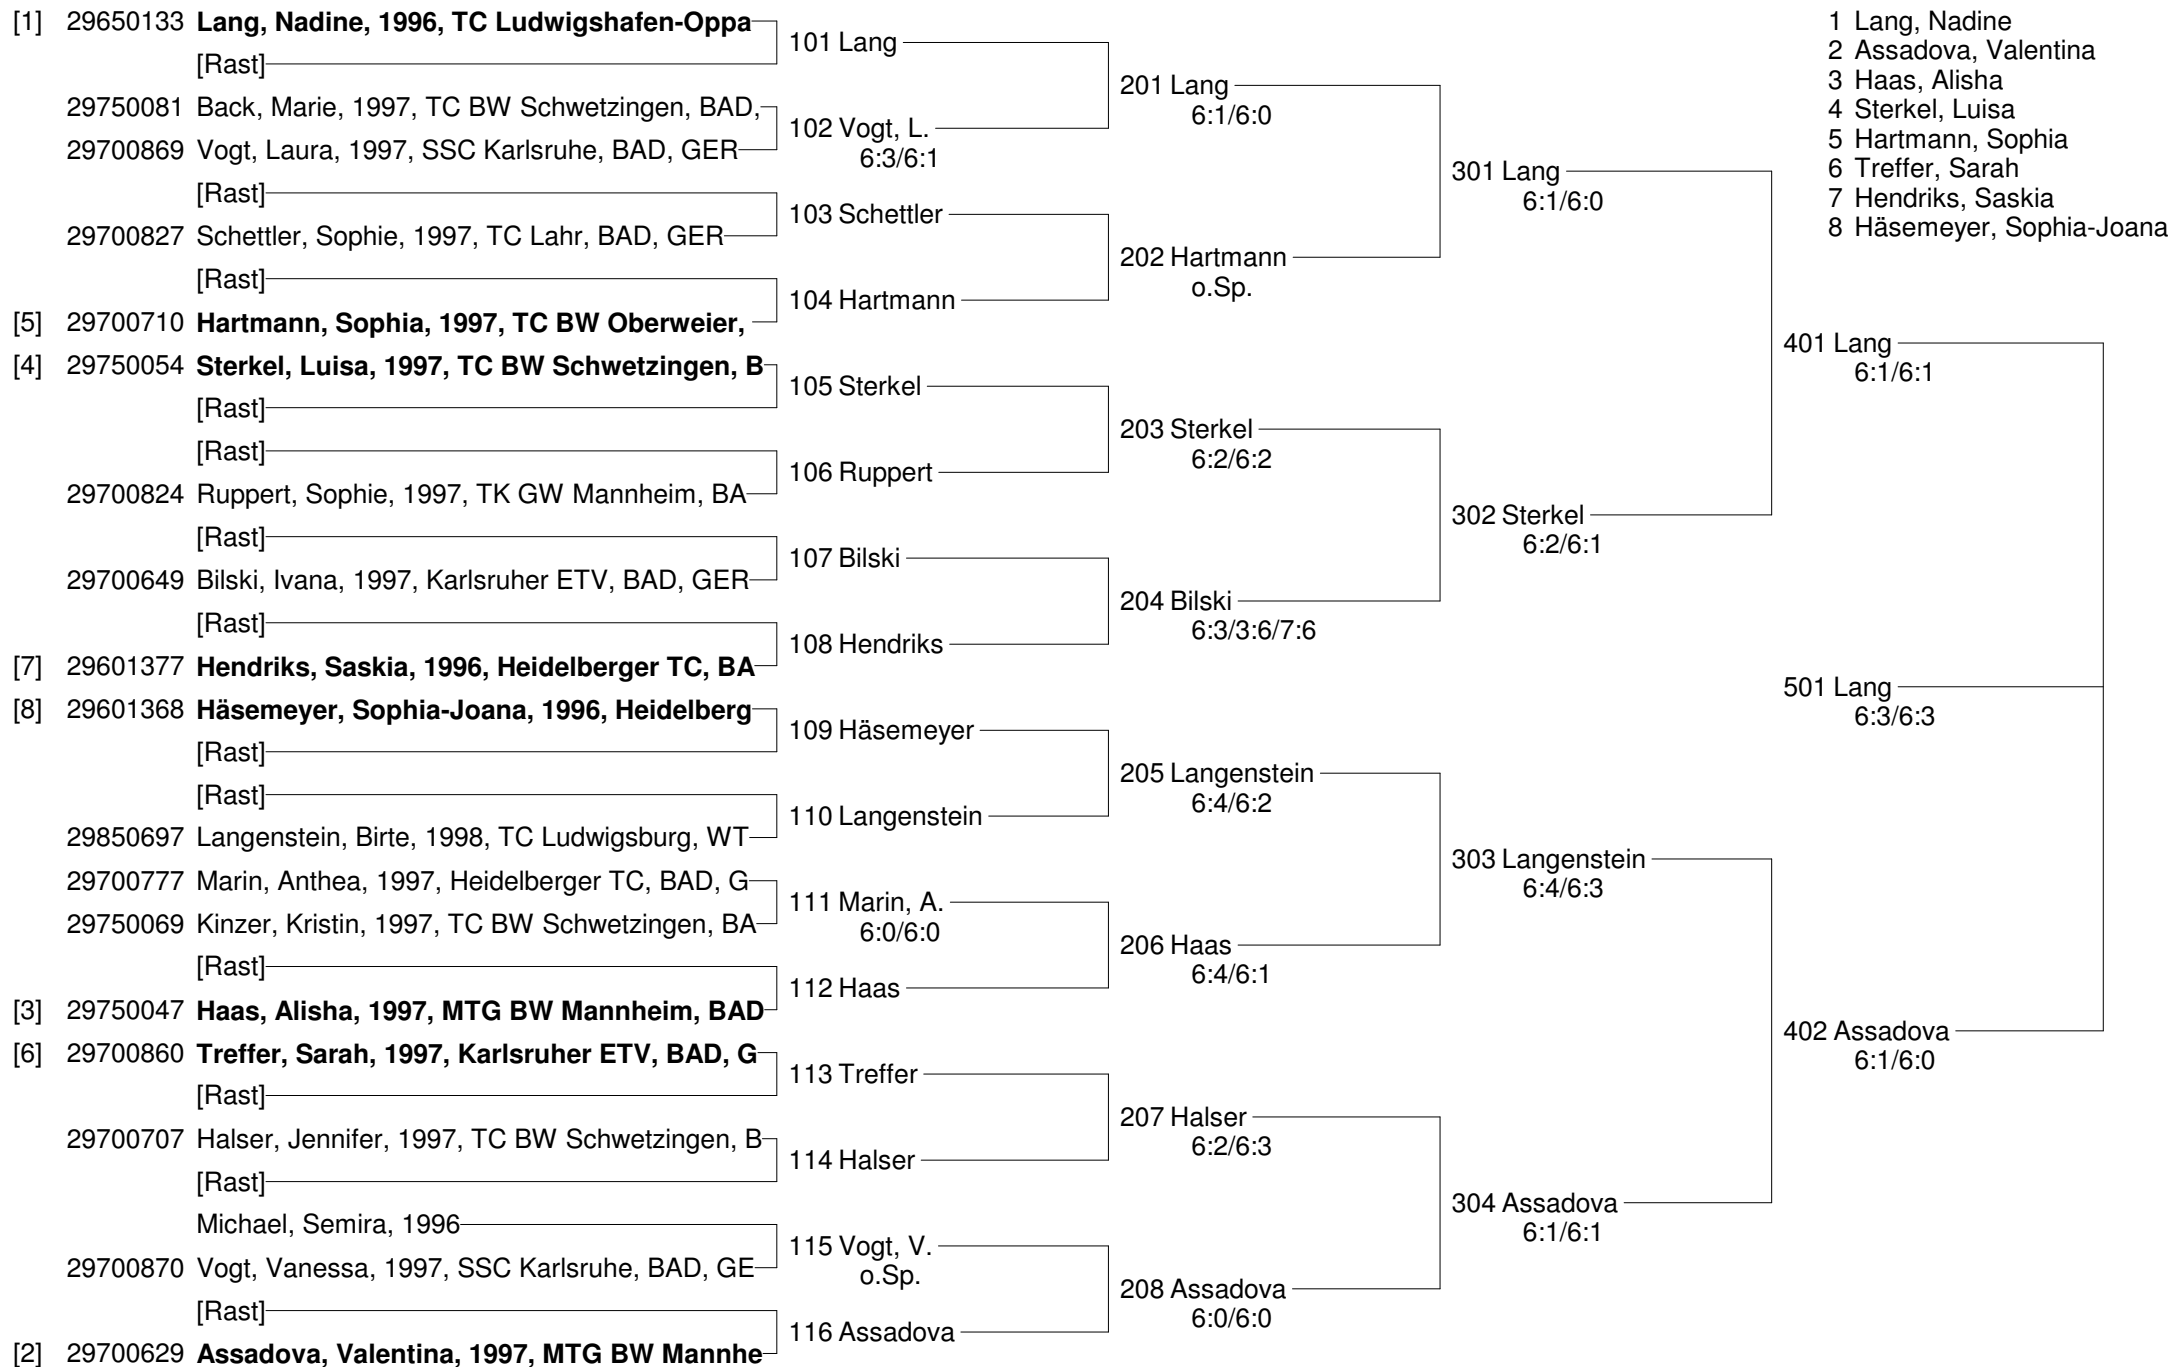 [1] 29650133 Lang, Nadine, 1996, TC Ludwigshafen-Oppa
[Rast]
29750081 Back, Marie, 1997, TC BW Schwetzingen, BAD,
29700869 Vogt, Laura, 1997, SSC Karlsruhe, BAD, GER
[Rast]
29700827 Schettler, Sophie, 1997, TC Lahr, BAD, GER
[Rast]
[5] 29700710 Hartmann, Sophia, 1997, TC BW Oberweier,
[4] 29750054 Sterkel, Luisa, 1997, TC BW Schwetzingen, B
[Rast]
[Rast]
29700824 Ruppert, Sophie, 1997, TK GW Mannheim, BA
[Rast]
29700649 Bilski, Ivana, 1997, Karlsruher ETV, BAD, GER
[Rast]
[7] 29601377 Hendriks, Saskia, 1996, Heidelberger TC, BA
[8] 29601368 Häsemeyer, Sophia-Joana, 1996, Heidelberg
[Rast]
[Rast]
29850697 Langenstein, Birte, 1998, TC Ludwigsburg, WT
29700777 Marin, Anthea, 1997, Heidelberger TC, BAD, G
29750069 Kinzer, Kristin, 1997, TC BW Schwetzingen, BA
[Rast]
[3] 29750047 Haas, Alisha, 1997, MTG BW Mannheim, BAD
[6] 29700860 Treffer, Sarah, 1997, Karlsruher ETV, BAD, G
[Rast]
29700707 Halser, Jennifer, 1997, TC BW Schwetzingen, B
[Rast]
Michael, Semira, 1996
29700870 Vogt, Vanessa, 1997, SSC Karlsruhe, BAD, GE
[Rast]
[2] 29700629 Assadova, Valentina, 1997, MTG BW Mannhe
101 Lang
102 Vogt, L.
6:3/6:1
103 Schettler
104 Hartmann
105 Sterkel
106 Ruppert
107 Bilski
108 Hendriks
109 Häsemeyer
110 Langenstein
111 Marin, A.
6:0/6:0
112 Haas
113 Treffer
114 Halser
115 Vogt, V.
o.Sp.
116 Assadova
201 Lang
6:1/6:0
202 Hartmann
o.Sp.
203 Sterkel
6:2/6:2
204 Bilski
6:3/3:6/7:6
205 Langenstein
6:4/6:2
206 Haas
6:4/6:1
207 Halser
6:2/6:3
208 Assadova
6:0/6:0
301 Lang
6:1/6:0
302 Sterkel
6:2/6:1
303 Langenstein
6:4/6:3
304 Assadova
6:1/6:1
401 Lang
6:1/6:1
501 Lang
6:3/6:3
402 Assadova
6:1/6:0
1 Lang, Nadine
2 Assadova, Valentina
3 Haas, Alisha
4 Sterkel, Luisa
5 Hartmann, Sophia
6 Treffer, Sarah
7 Hendriks, Saskia
8 Häsemeyer, Sophia-Joana